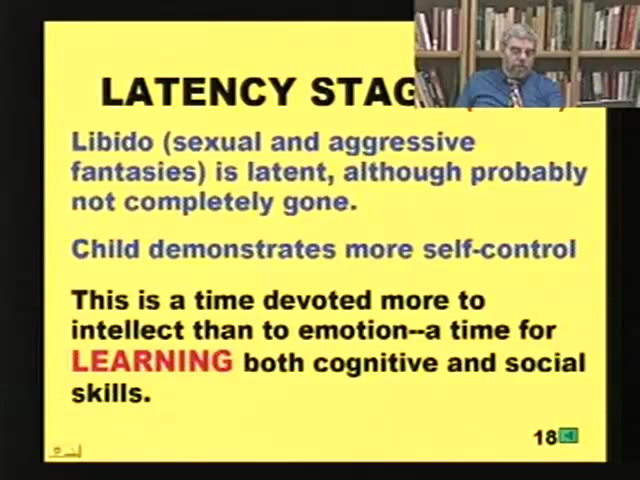 LATENCY STAG
Libido (sexual and aggressive
fantasies) is latent, although probably
not completely gone.
Child demonstrates more self-control
This is a time devoted more to
intellect than to emotion--a time for
LEARNING both cognitive and social
skills.
18